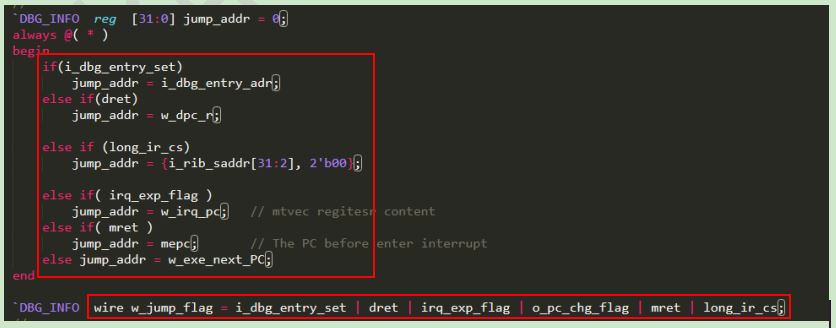 //
`DBG_INFO reg [31:0] jump_addr = 0;
always @( * )
begin
if(i_dbg_entry_set)
jump_addr = i_dbg_entry_adr;
else if(dret)
jump_addr = w_dpc_r;
else if (long_ir_cs)
jump_addr = {i_rib_saddr[31:2], 2'b00};
else if( irq_exp_flag )
jump_addr = w_irq_pc; // mtvec regitesr content
else if( mret )
jump_addr = mepc; // The PC before enter interrupt
else jump_addr = w_exe_next_PC;
end
`DBG_INFO wire w_jump_flag = i_dbg_entry_set | dret | irq_exp_flag | o_pc_chg_flag | mret | long_ir_cs;
//